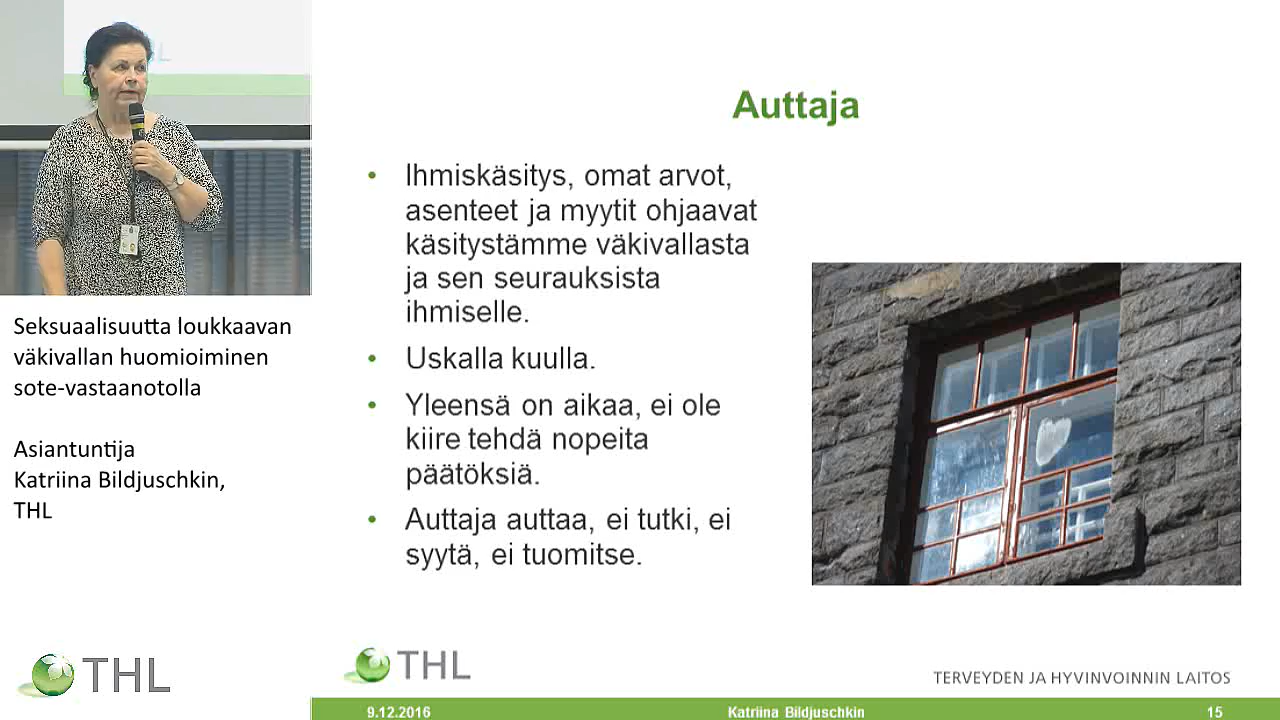 Seksuaalisuutta loukkaavan
väkivallan huomioiminen
sote-vastaanotolla
Asiantuntija
Katriina Bildjuschkin,
THL
THL
Auttaja
• Ihmiskäsitys, omat arvot,
asenteet ja myytit ohjaavat
käsitystämme väkivallasta
ja sen seurauksista
ihmiselle.
• Uskalla kuulla.
• Yleensä on aikaa, ei ole
kiire tehdä nopeita
päätöksiä.
• Auttaja auttaa, ei tutki, ei
syytä, ei tuomitse.
THL
TERVEYDEN JA HYVINVOINNIN LAITOS
9.12.2016
Katriina Bildjuschkin
15